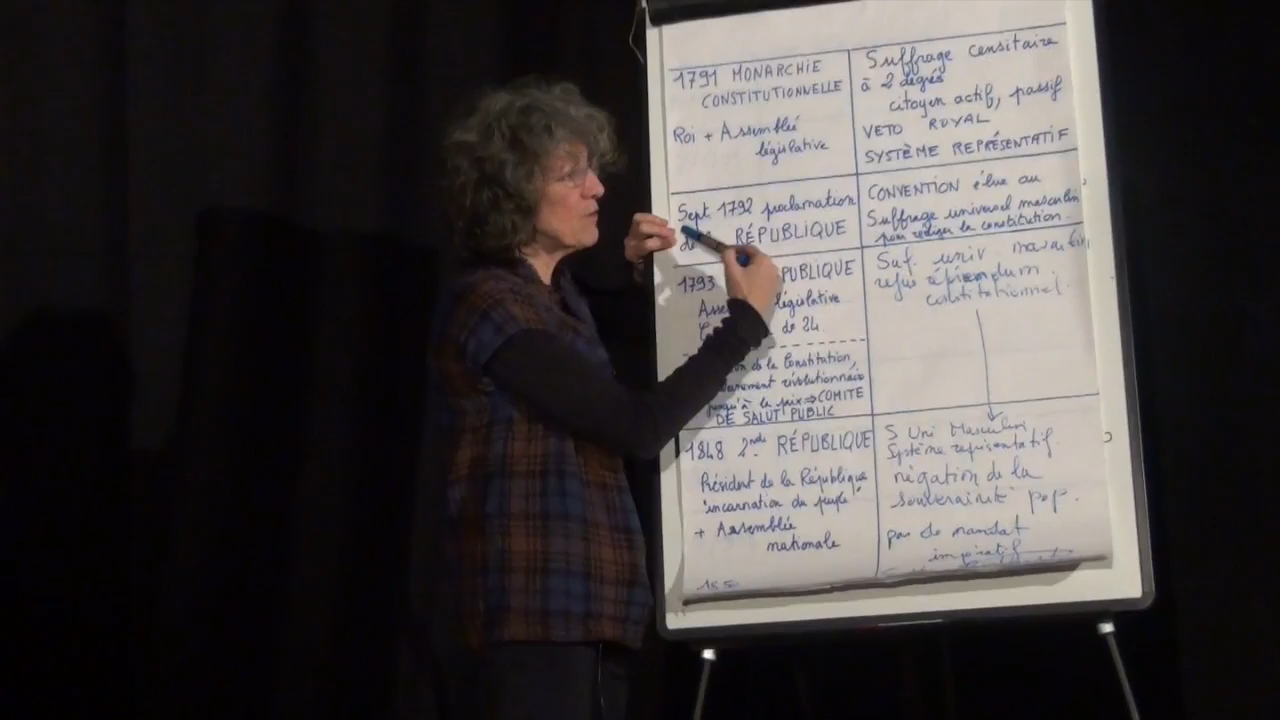 1791 MONARCHIE
CONSTITUTIONNELLE
Roi + Assemblée
législative
Suffrage censitaire
à 2 degrés
citoyen actif, passif
VETO ROYAL
SYSTÈME REPRÉSENTATIF
Sept. 1792 proclamation
de RÉPUBLIQUE
CONVENTION élue au
Suffrage universel masculin
pour rédiger la constitution.
1793 PUBLIQUE
législative
de 24.
Suf. univ. masculin
constitutionnel.
de la Constitution,
révolutionnaire
jusqu'à la paix => COMITE
DE SALUT PUBLIC
1848 2nde RÉPUBLIQUE
Président de la République
incarnation du peuple
+ Assemblée
nationale
S Uni Masculin
Système représentatif.
négation de la
souveraineté pop.
pas de mandat
impératif